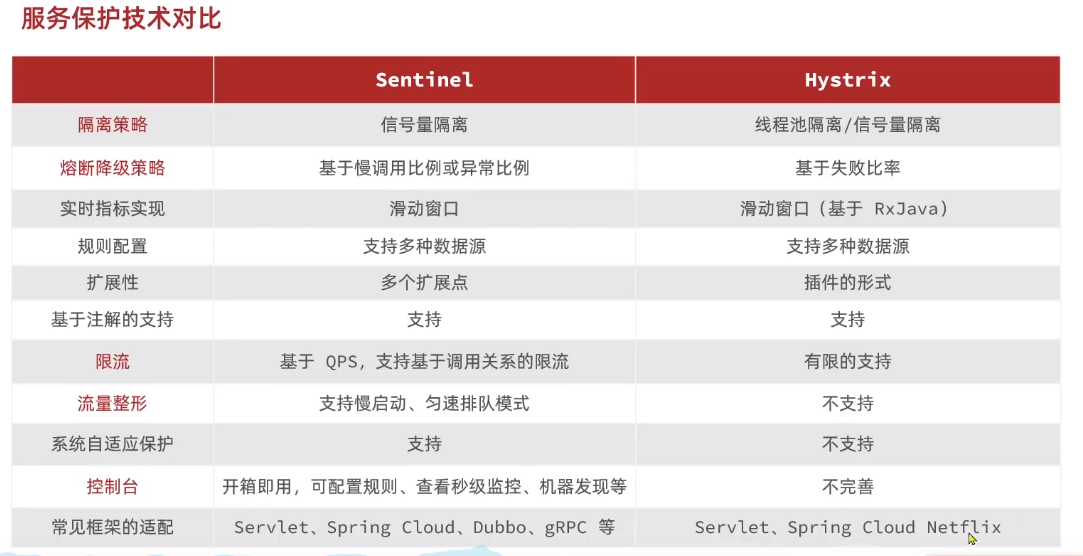 服务保护技术对比
Sentinel Hystrix
隔离策略 信号量隔离 线程池隔离/信号量隔离
熔断降级策略 基于慢调用比例或异常比例 基于失败比率
实时指标实现 滑动窗口 滑动窗口（基于 RxJava）
规则配置 支持多种数据源 支持多种数据源
扩展性 多个扩展点 插件的形式
基于注解的支持 支持 支持
限流 基于 QPS，支持基于调用关系的限流 有限的支持
流量整形 支持慢启动、匀速排队模式 不支持
系统自适应保护 支持 不支持
控制台 开箱即用，可配置规则、查看秒级监控、机器发现等 不完善
常见框架的适配 Servlet、Spring Cloud、Dubbo、gRPC 等 Servlet、Spring Cloud Netflix